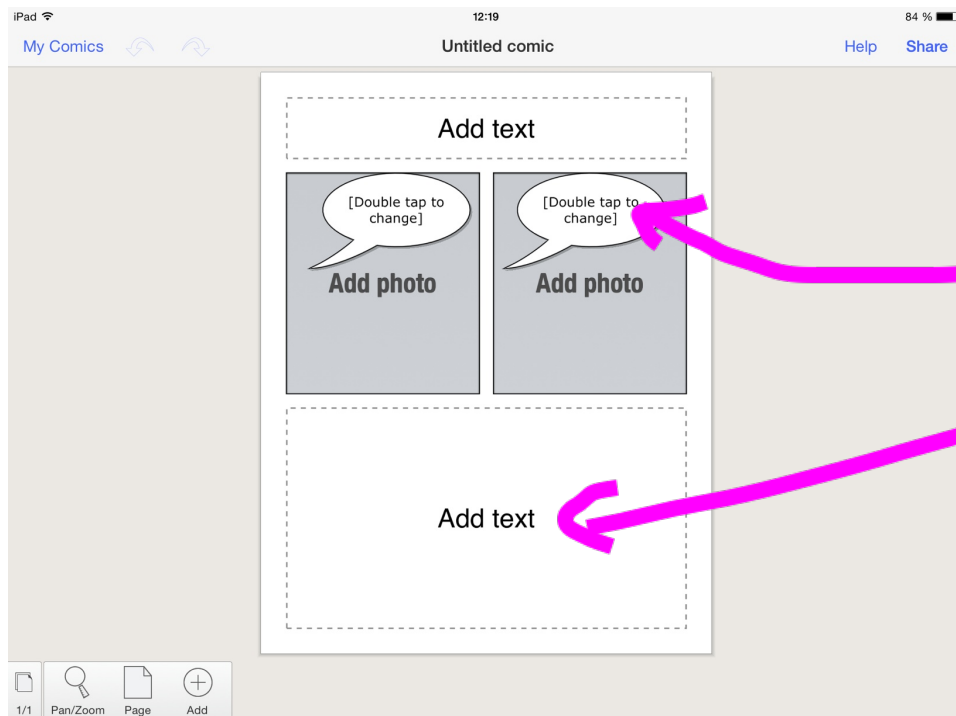 iPad 12:19 84 %
My Comics Untitled comic Help Share
Add text
[Double tap to [Double tap to
change] change]
Add photo Add photo
Add text
1/1 Pan/Zoom Page Add